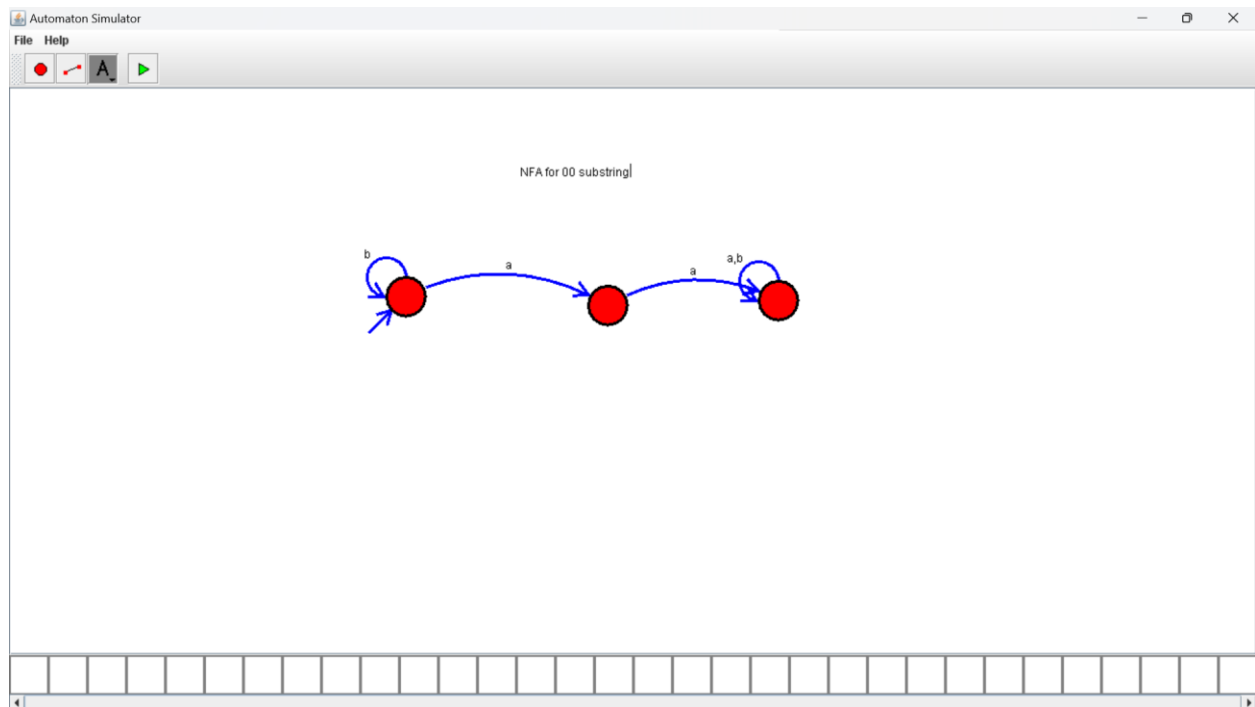 Automaton Simulator
File Help
A
NFA for 00 substring
b
a
a
a,b